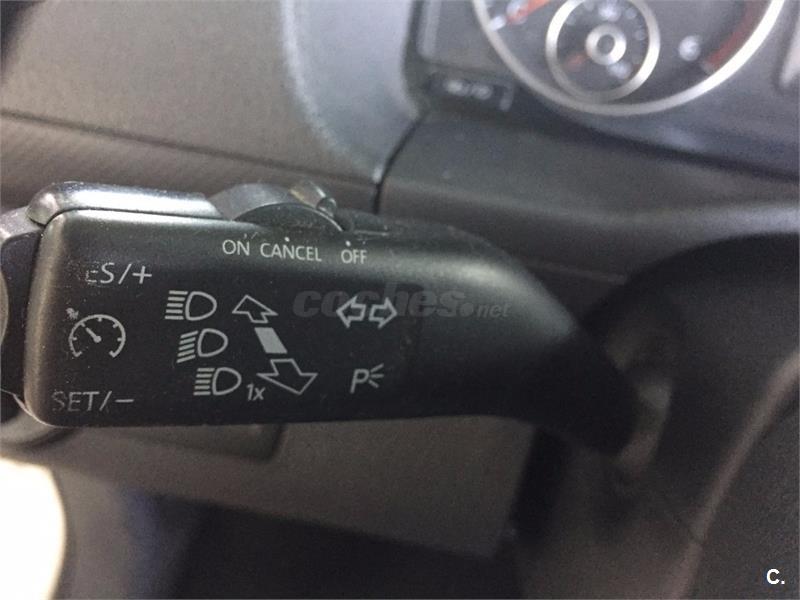 ON CANCEL OFF
ES/+
coches.net
1x
P
SET/-
C.